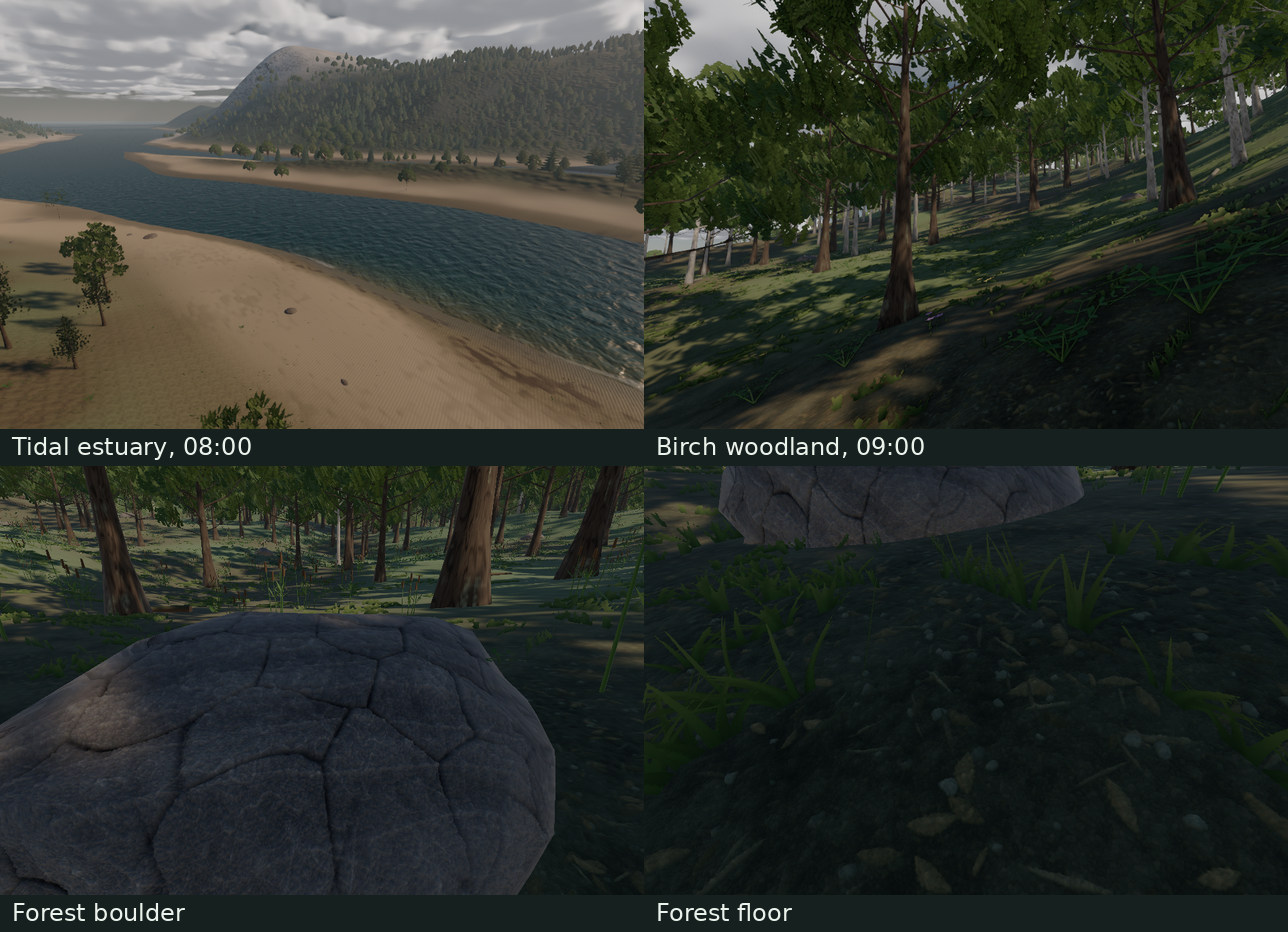 Tidal estuary, 08:00
Birch woodland, 09:00
Forest boulder
Forest floor